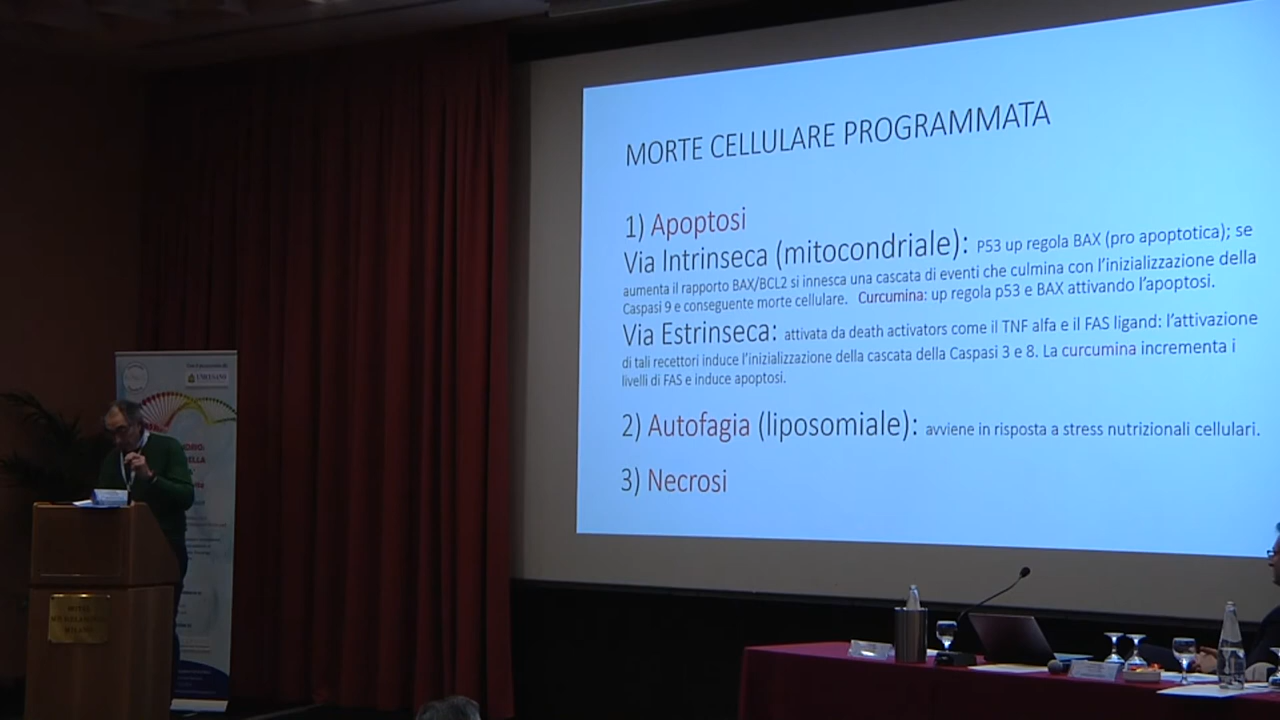 MORTE CELLULARE PROGRAMMATA
1) Apoptosi
Via Intrinseca (mitocondriale): P53 up regola BAX (pro apoptotica); se
aumenta il rapporto BAX/BCL2 si innesca una cascata di eventi che culmina con l'inizializzazione della
Caspasi 9 e conseguente morte cellulare. Curcumina: up regola p53 e BAX attivando l'apoptosi.
Via Estrinseca: attivata da death activators come il TNF alfa e il FAS ligand: l'attivazione
di tali recettori induce l'inizializzazione della cascata della Caspasi 3 e 8. La curcumina incrementa i
livelli di FAS e induce apoptosi.
2) Autofagia (liposomiale): avviene in risposta a stress nutrizionali cellulari.
3) Necrosi
HOTEL
MICHELANGELO
MILANO